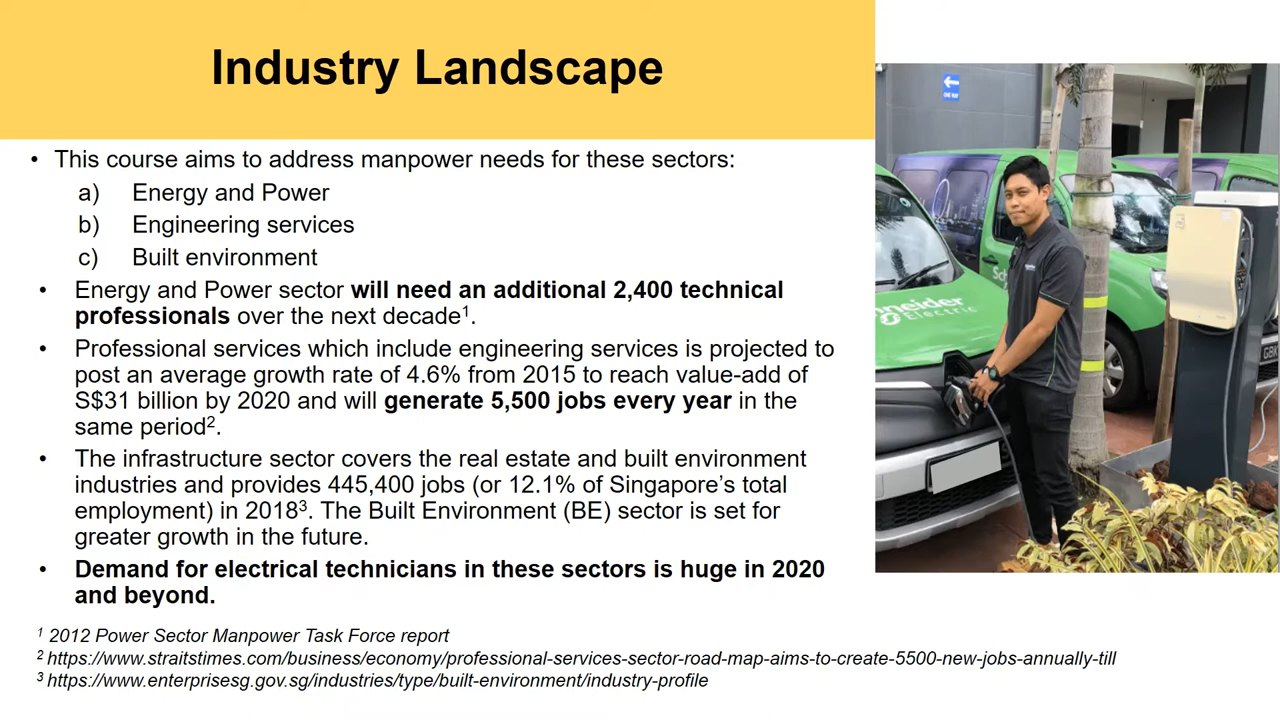 Industry Landscape
• This course aims to address manpower needs for these sectors:
a) Energy and Power
b) Engineering services
c) Built environment
• Energy and Power sector will need an additional 2,400 technical
professionals over the next decade¹.
• Professional services which include engineering services is projected to
post an average growth rate of 4.6% from 2015 to reach value-add of
S$31 billion by 2020 and will generate 5,500 jobs every year in the
same period².
• The infrastructure sector covers the real estate and built environment
industries and provides 445,400 jobs (or 12.1% of Singapore’s total
employment) in 2018³. The Built Environment (BE) sector is set for
greater growth in the future.
• Demand for electrical technicians in these sectors is huge in 2020
and beyond.
¹ 2012 Power Sector Manpower Task Force report
² https://www.straitstimes.com/business/economy/professional-services-sector-road-map-aims-to-create-5500-new-jobs-annually-till
³ https://www.enterprisesg.gov.sg/industries/type/built-environment/industry-profile
ONE WAY
Electric